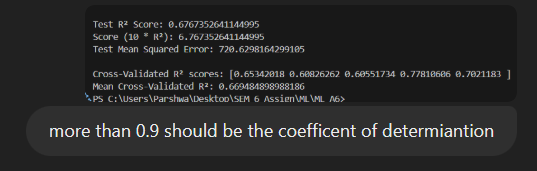 Test R² Score: 0.6767352641144995
Score (10 * R²): 6.767352641144995
Test Mean Squared Error: 720.6298164299105
Cross-Validated R² scores: [0.65342018 0.60826262 0.60551734 0.77810606 0.7021183 ]
Mean Cross-Validated R²: 0.669484898988186
PS C:\Users\Parshwa\Desktop\SEM 6 Assien\ML\ML A6>
more than 0.9 should be the coefficent of determiantion